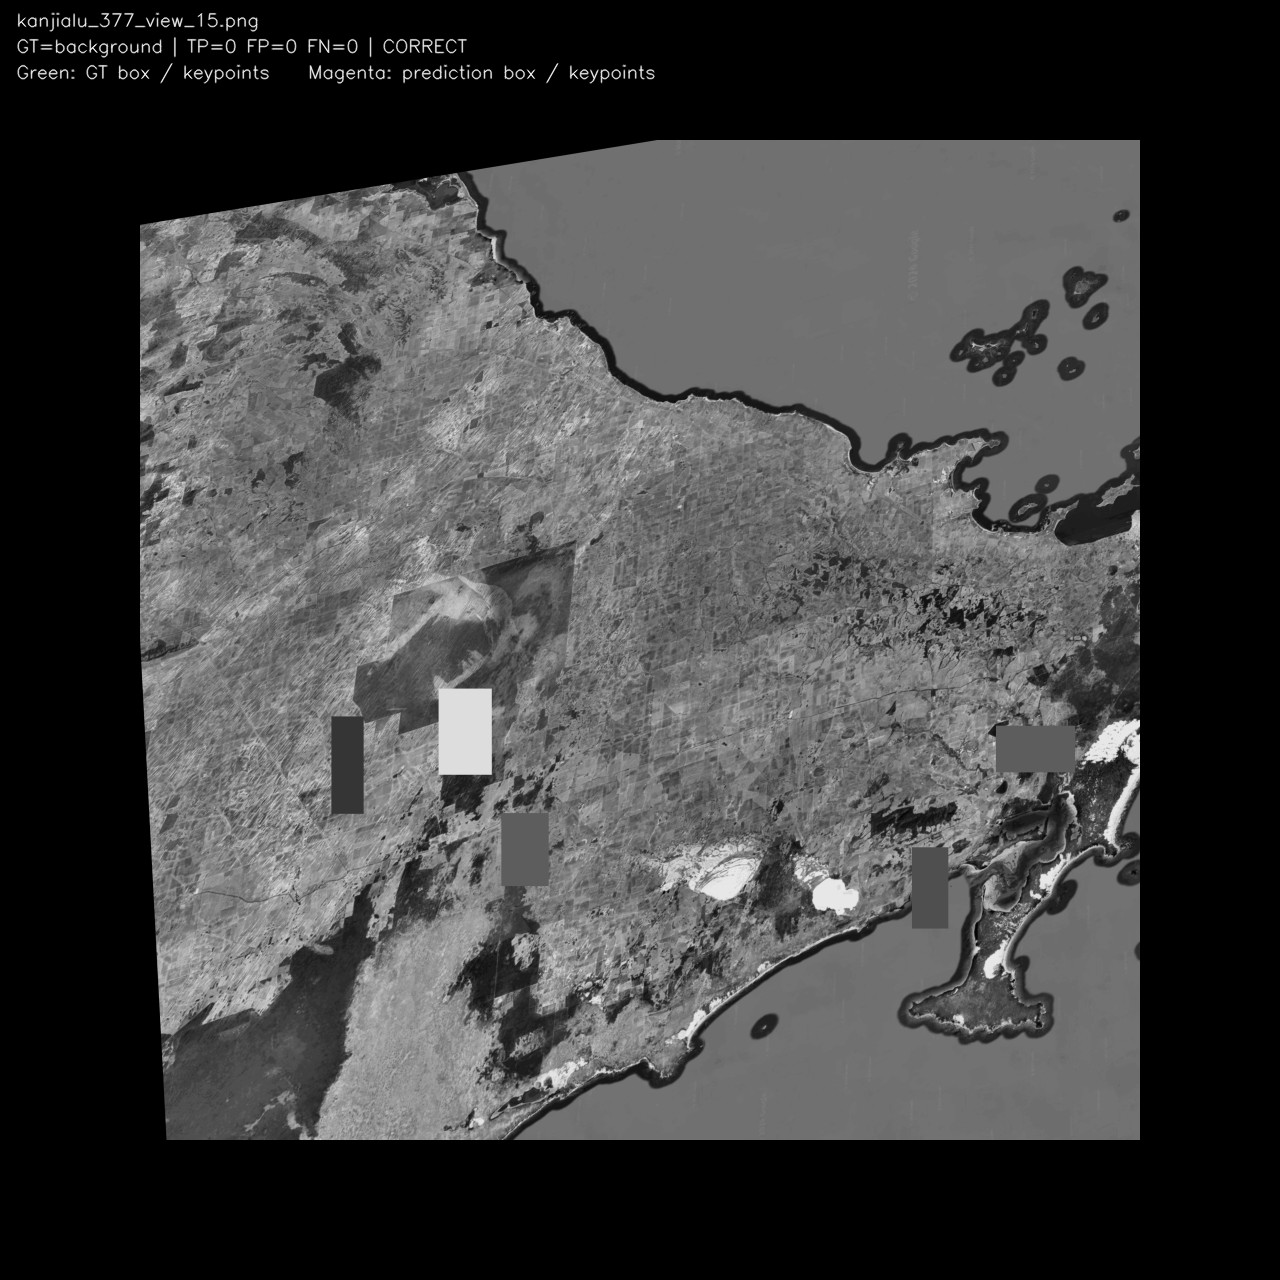 kanjialu_377_view_15.png
GT=background | TP=0 FP=0 FN=0 | CORRECT
Green: GT box / keypoints    Magenta: prediction box / keypoints